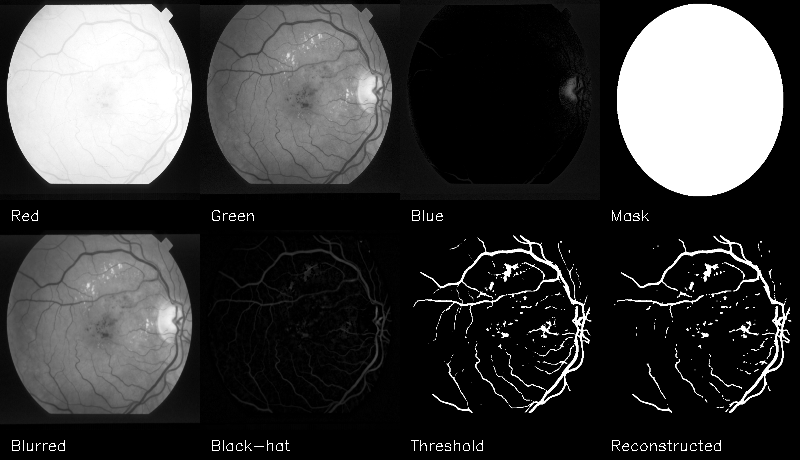 Red
Green
Blue
Mask
Blurred
Black-hat
Threshold
Reconstructed